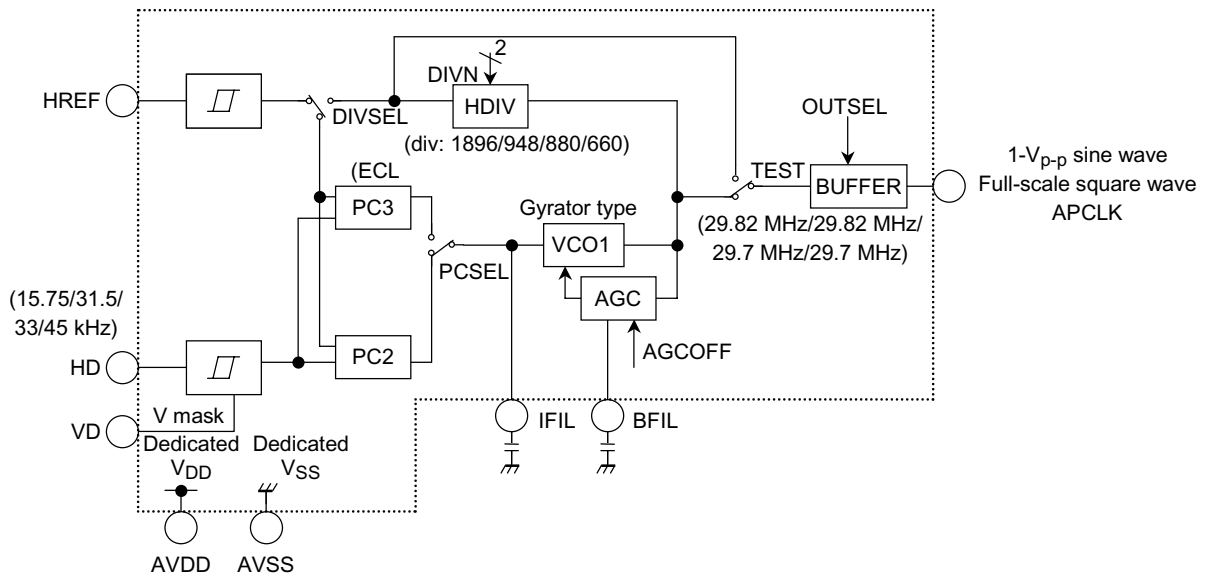 2
DIVN
HREF
DIVSEL
HDIV
(div: 1896/948/880/660)
OUTSEL
TEST
BUFFER
1-Vp-p sine wave
Full-scale square wave
APCLK
(ECL
PC3
Gyrator type
VCO1
(29.82 MHz/29.82 MHz/
29.7 MHz/29.7 MHz)
PCSEL
AGC
AGCOFF
(15.75/31.5/
33/45 kHz)
HD
PC2
V mask
VD
IFIL
BFIL
Dedicated
VDD
Dedicated
VSS
AVDD
AVSS